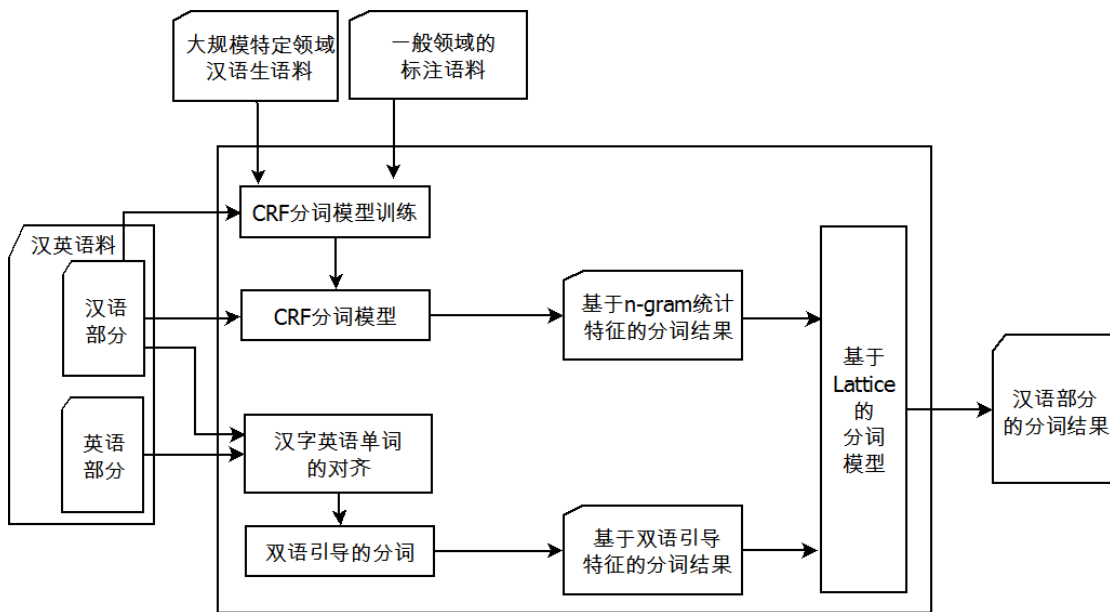 大规模特定领域
汉语生语料
一般领域的
标注语料
CRF分词模型训练
汉英语料
汉语
部分
CRF分词模型
基于n-gram统计
特征的分词结果
基于
Lattice
的
分词
模型
汉语部分
的分词结果
英语
部分
汉字英语单词
的对齐
双语引导的分词
基于双语引导
特征的分词结果